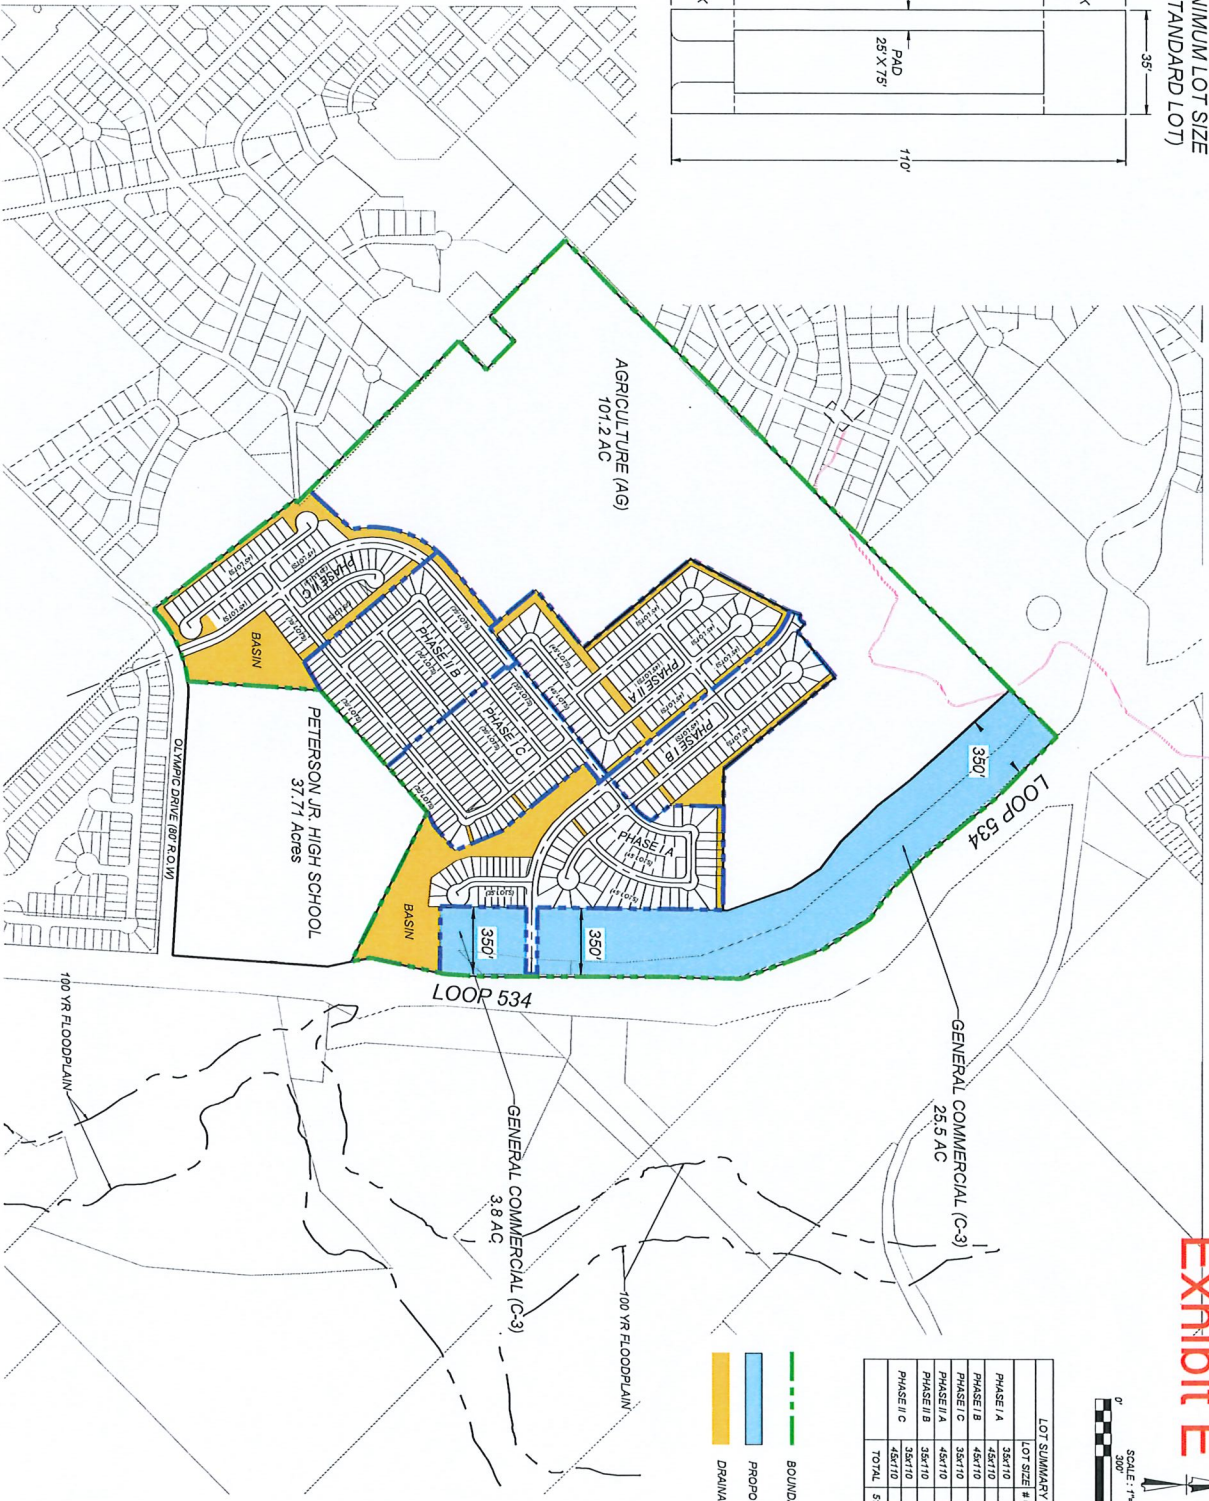 NIMUM LOT SIZE
TANDARD LOT)
35'
PAD
25'X 75'
110'
AGRICULTURE (AG)
101.2 AC
PHASE II C
PHASE II B
PHASE I C
PHASE II A
PHASE I B
PHASE I A
BASIN
BASIN
PETERSON JR. HIGH SCHOOL
37.71 Acres
OLYMPIC DRIVE (80' R.O.W)
350'
350'
350'
LOOP 534
LOOP 534
GENERAL COMMERCIAL (C-3)
25.5 AC
GENERAL COMMERCIAL (C-3)
3.8 AC
100 YR FLOODPLAIN
100 YR FLOODPLAIN
Exhibit E
SCALE : 1"
0' 300'
LOT SUMMARY
LOT SIZE #
PHASE I A 35x110
45x110
PHASE I B 45x110
PHASE I C 35x110
PHASE II A 45x110
PHASE II B 35x110
PHASE II C 35x110
45x110
TOTAL 5
BOUND
PROPO
DRAINA